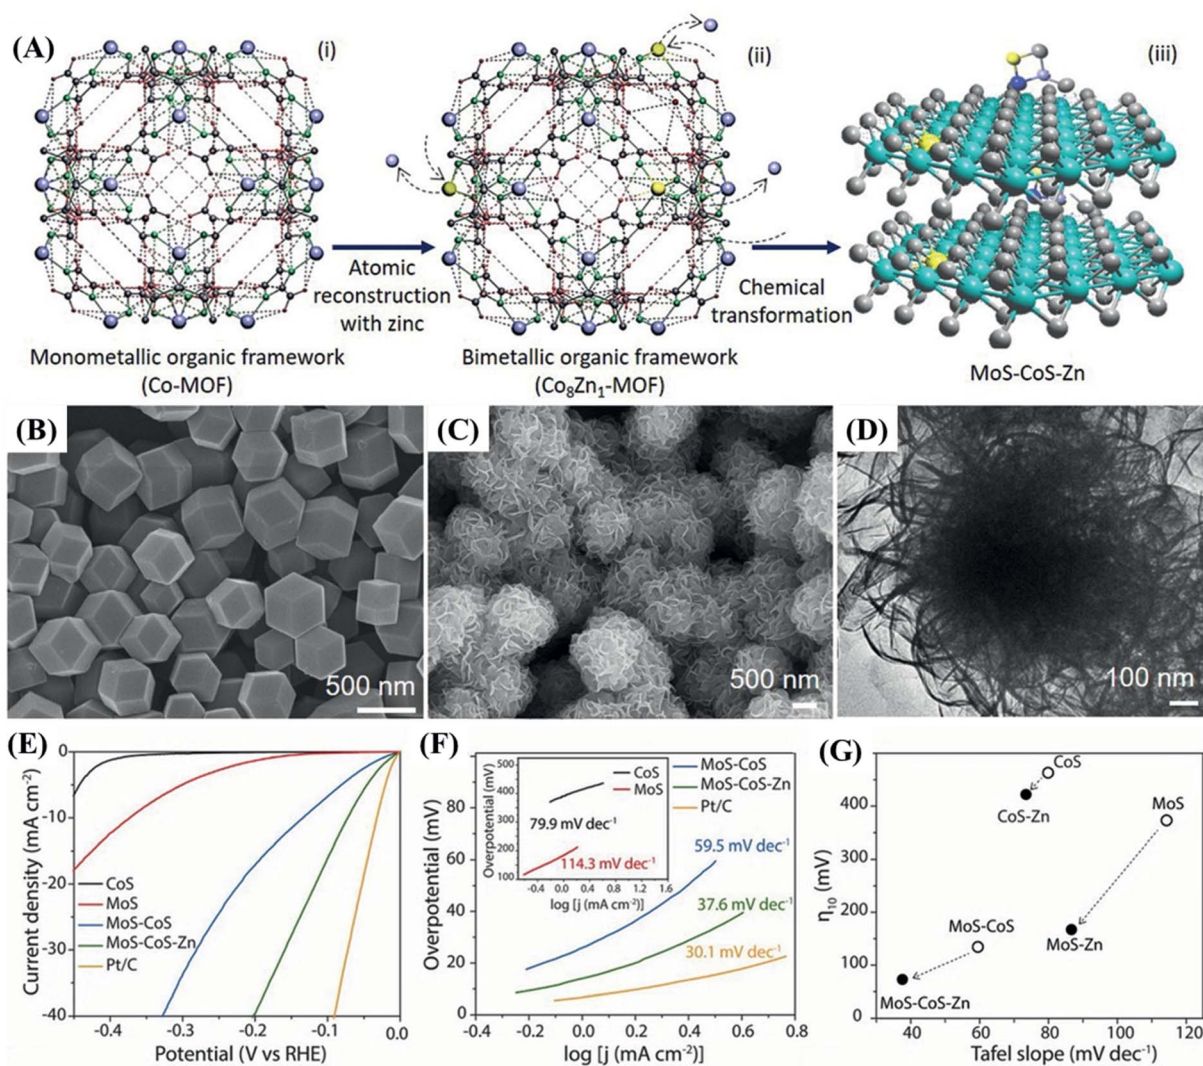 (A)
(i)
(ii)
(iii)
Atomic
reconstruction
with zinc
Chemical
transformation
Monometallic organic framework
(Co-MOF)
Bimetallic organic framework
(Co₈Zn₁-MOF)
MoS-CoS-Zn
(B)
500 nm
(C)
500 nm
(D)
100 nm
(E)
0
-10
-20
-30
-40
Current density (mA cm⁻²)
CoS
MoS
MoS-CoS
MoS-CoS-Zn
Pt/C
-0.4
-0.3
-0.2
-0.1
0.0
Potential (V vs RHE)
(F)
80
60
40
20
0
Overpotential (mV)
500
400
300
200
100
Overpotential (mV)
CoS
MoS
79.9 mV dec⁻¹
114.3 mV dec⁻¹
-0.4
0.0
0.4
0.8
1.2
1.6
log [j (mA cm⁻²)]
MoS-CoS
MoS-CoS-Zn
Pt/C
59.5 mV dec⁻¹
37.6 mV dec⁻¹
30.1 mV dec⁻¹
-0.4
-0.2
0.0
0.2
0.4
0.6
0.8
log [j (mA cm⁻²)]
(G)
400
300
200
100
0
η₁₀ (mV)
CoS
CoS-Zn
MoS
MoS-CoS
MoS-Zn
MoS-CoS-Zn
40
60
80
100
120
Tafel slope (mV dec⁻¹)